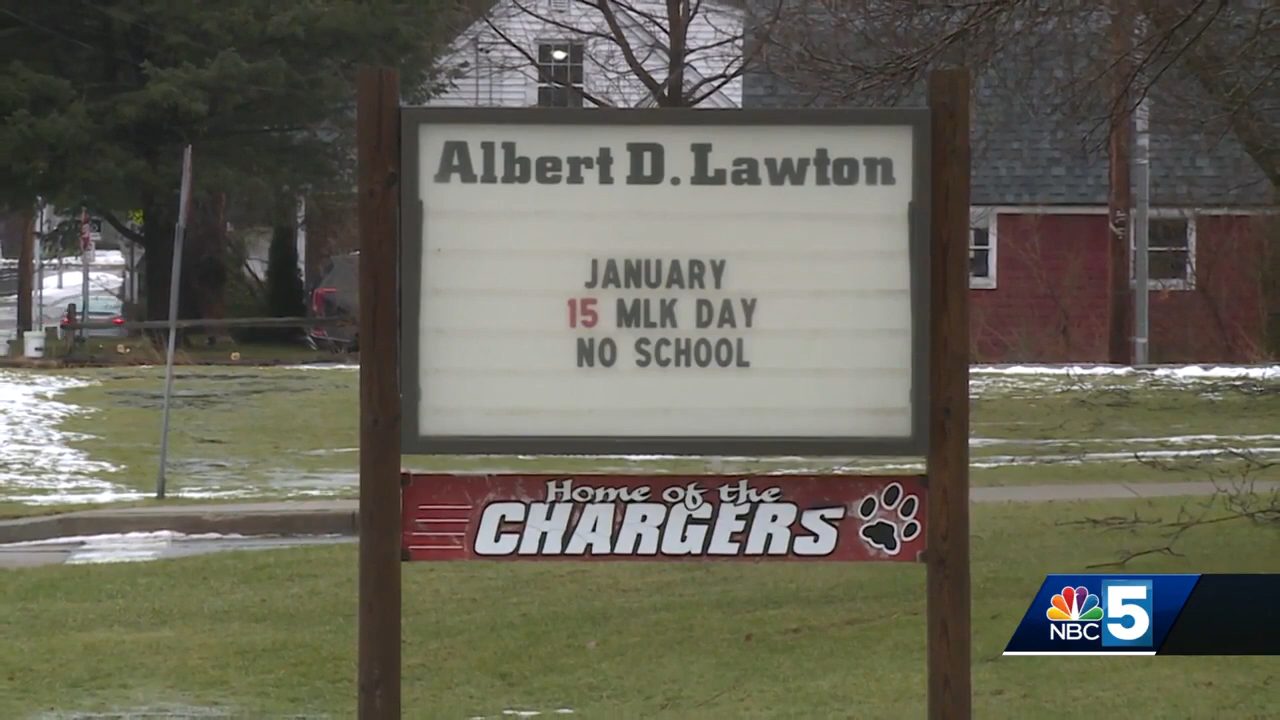 Albert D. Lawton
JANUARY
15 MLK DAY
NO SCHOOL
Home of the
CHARGERS
NBC 5